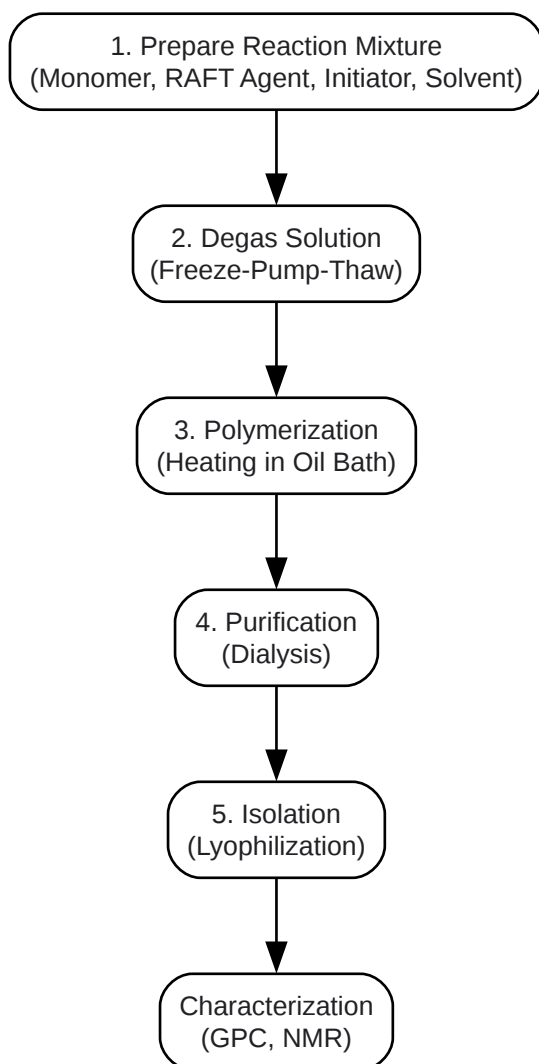 1. Prepare Reaction Mixture
(Monomer, RAFT Agent, Initiator, Solvent)
2. Degas Solution
(Freeze-Pump-Thaw)
3. Polymerization
(Heating in Oil Bath)
4. Purification
(Dialysis)
5. Isolation
(Lyophilization)
Characterization
(GPC, NMR)